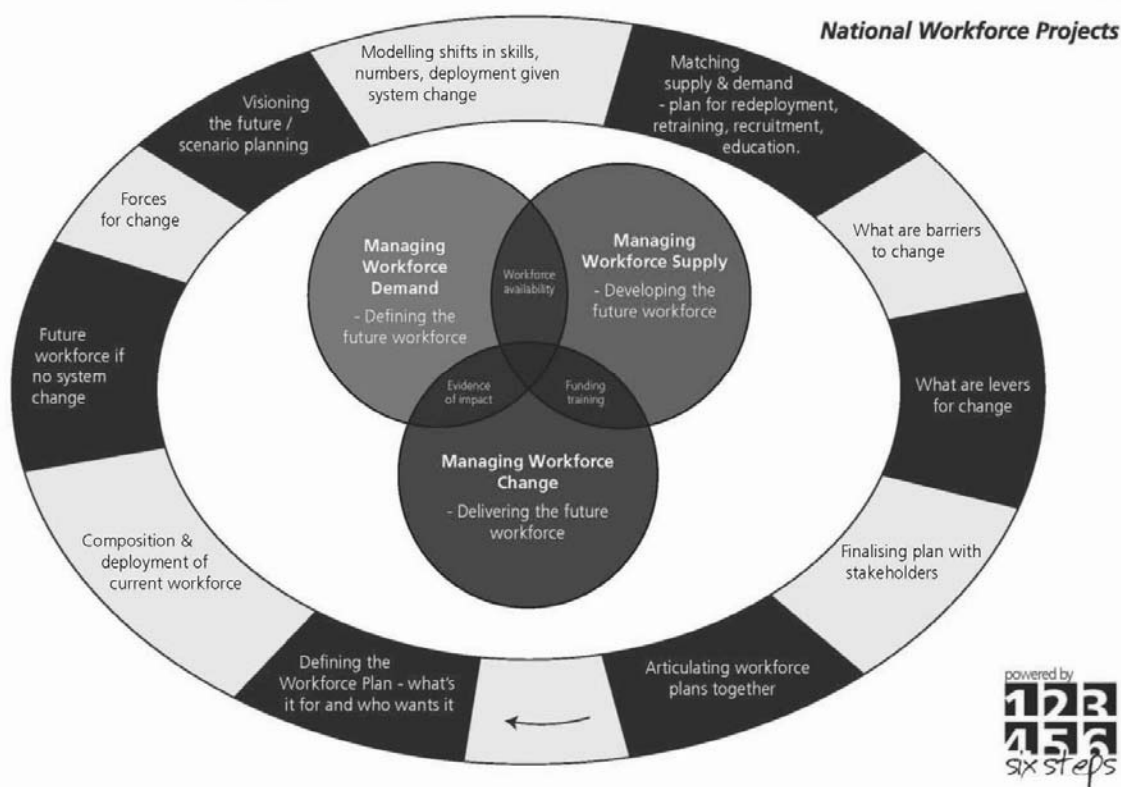 National Workforce Projects
Modelling shifts in skills,
numbers, deployment given
system change
Matching
supply & demand
- plan for redeployment,
retraining, recruitment,
education.
What are barriers
to change
What are levers
for change
Finalising plan with
stakeholders
Articulating workforce
plans together
Defining the
Workforce Plan - what's
it for and who wants it
Composition &
deployment of
current workforce
Future
workforce if
no system
change
Forces
for change
Visioning
the future /
scenario planning
Managing
Workforce
Demand
- Defining the
future workforce
Workforce
availability
Managing
Workforce Supply
- Developing the
future workforce
Evidence
of impact
Funding
training
Managing Workforce
Change
- Delivering the future
workforce
powered by
123
456
six steps